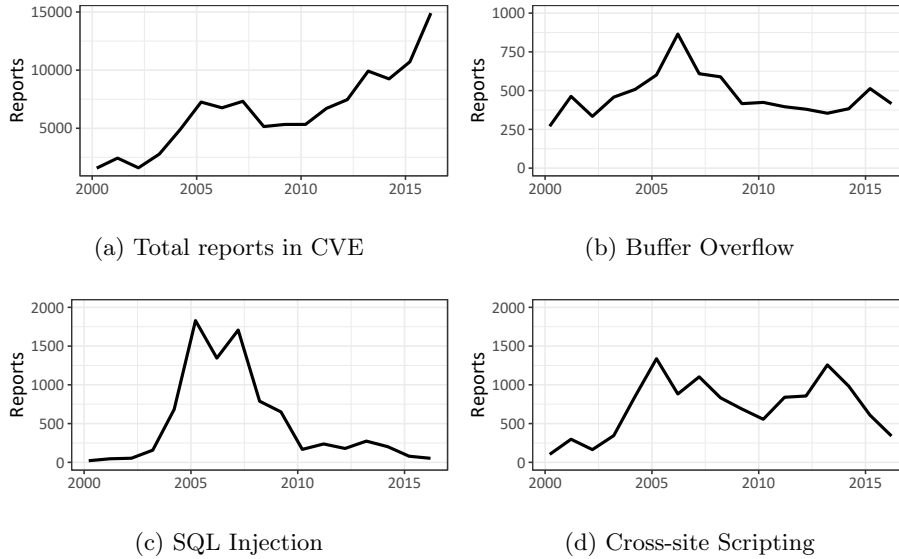 15000
10000
5000
Reports
2000 2005 2010 2015
(a) Total reports in CVE
1000
750
500
250
0
Reports
2000 2005 2010 2015
(b) Buffer Overflow
2000
1500
1000
500
0
Reports
2000 2005 2010 2015
(c) SQL Injection
2000
1500
1000
500
0
Reports
2000 2005 2010 2015
(d) Cross-site Scripting